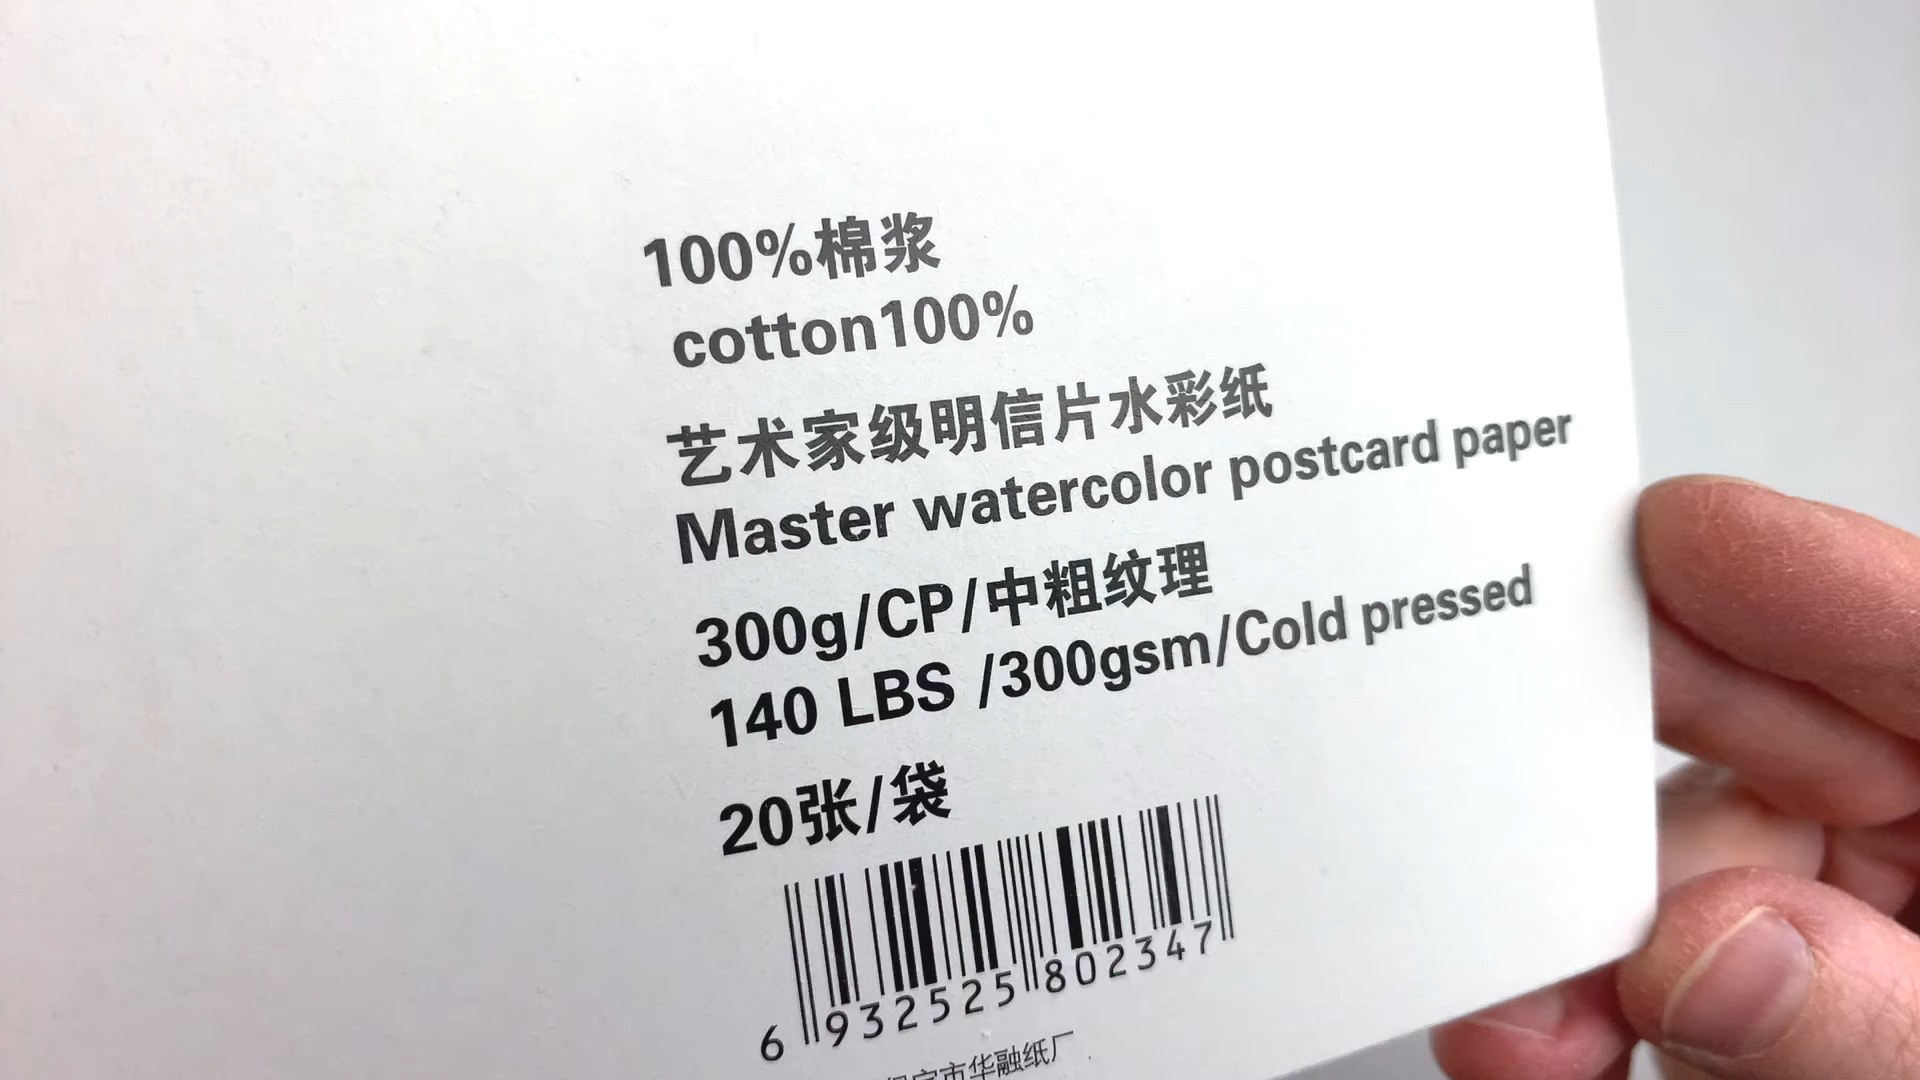 100%棉浆
cotton100%
艺术家级明信片水彩纸
Master watercolor postcard paper
300g/CP/中粗纹理
140 LBS /300gsm/Cold pressed
20张/袋
6 932525 802347
市华融纸厂